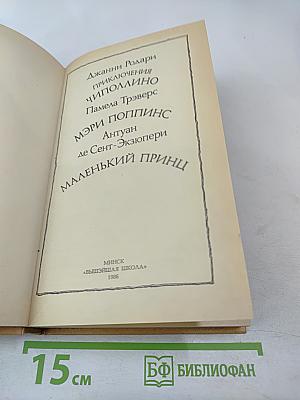 Джанни Родари
ПРИКЛЮЧЕНИЯ
ЧИПОЛЛИНО
Памела Трэверс
МЭРИ ПОППИНС
Антуан
де Сент-Экзюпери
МАЛЕНЬКИЙ ПРИНЦ
МИНСК
«ВЫШЭЙШАЯ ШКОЛА»
1986
15 см
БФ БИБЛИОФАН